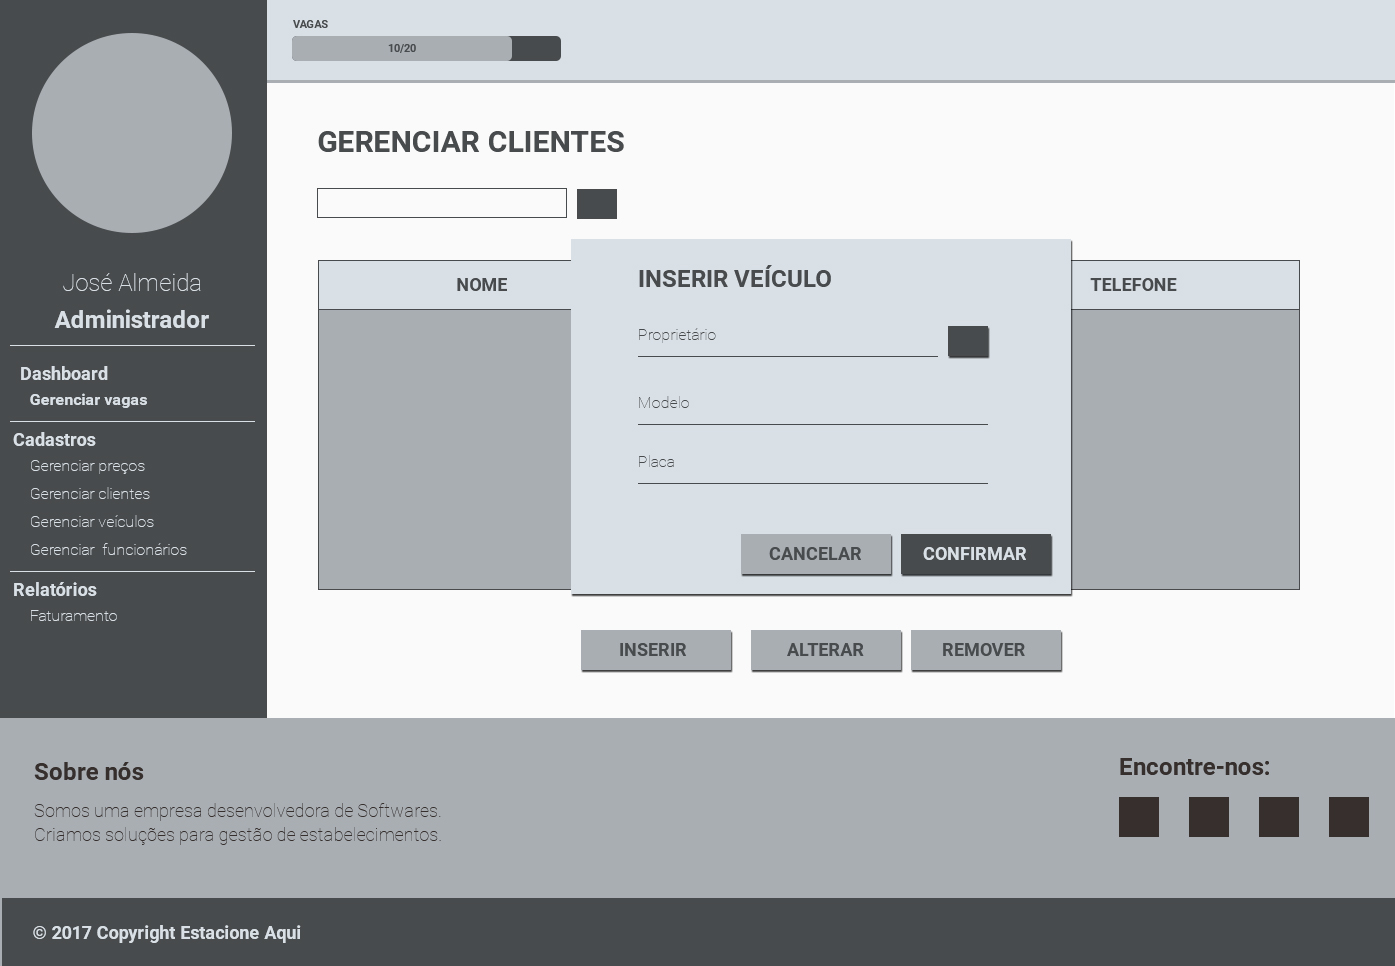 VAGAS
10/20
José Almeida
Administrador
Dashboard
Gerenciar vagas
Cadastros
Gerenciar preços
Gerenciar clientes
Gerenciar veículos
Gerenciar  funcionários
Relatórios
Faturamento
GERENCIAR CLIENTES
NOME
TELEFONE
INSERIR VEÍCULO
Proprietário
Modelo
Placa
CANCELAR
CONFIRMAR
INSERIR
ALTERAR
REMOVER
Sobre nós
Somos uma empresa desenvolvedora de Softwares.
Criamos soluções para gestão de estabelecimentos.
Encontre-nos:
© 2017 Copyright Estacione Aqui